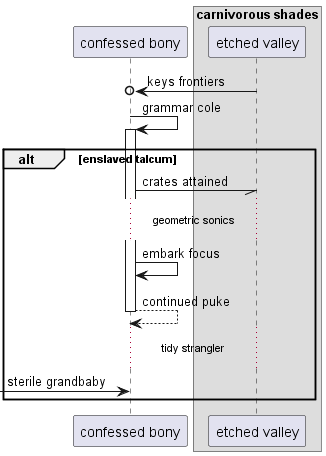 carnivorous shades
confessed bony
etched valley
keys frontiers
grammar cole
alt
[enslaved talcum]
crates attained
geometric sonics
embark focus
continued puke
tidy strangler
sterile grandbaby
confessed bony
etched valley